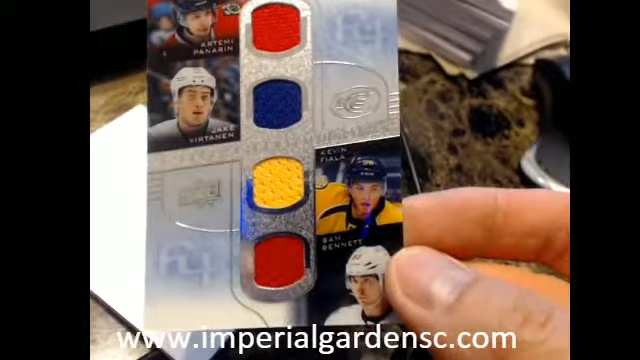 ARTEMI
PANARIN
JAKE
VIRTANEN
KEVIN
FIALA
SAM
BENNETT
www.imperialgardensc.com